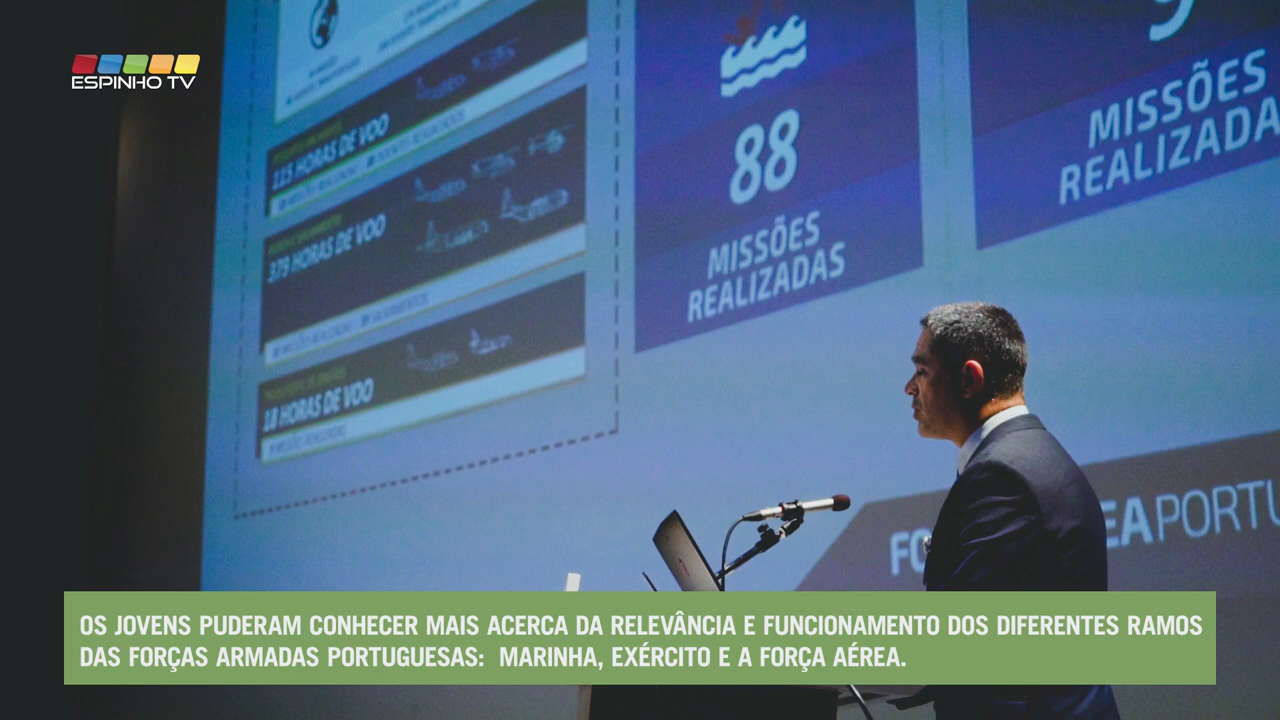 ESPINHO TV
115 HORAS DE VOO
379 HORAS DE VOO
18 HORAS DE VOO
88
MISSÕES
REALIZADAS
MISSÕES
REALIZADA
EAPORTU
OS JOVENS PUDERAM CONHECER MAIS ACERCA DA RELEVÂNCIA E FUNCIONAMENTO DOS DIFERENTES RAMOS
DAS FORÇAS ARMADAS PORTUGUESAS: MARINHA, EXÉRCITO E A FORÇA AÉREA.